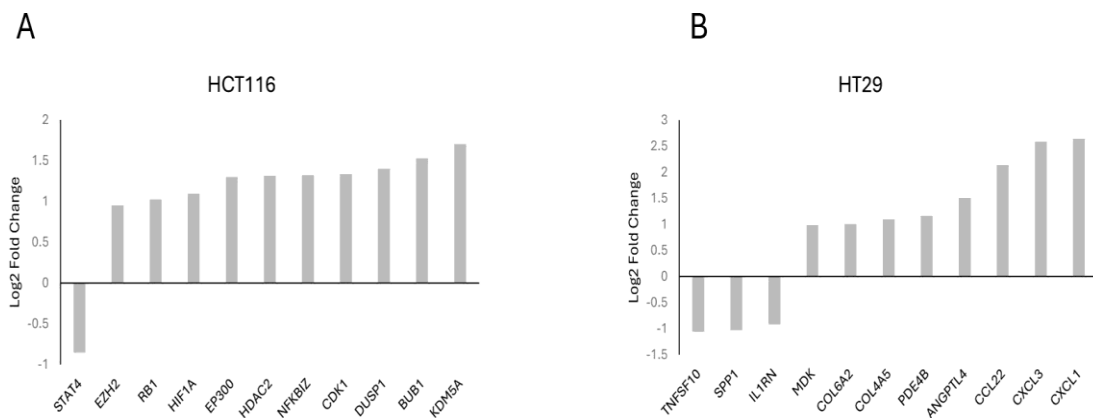 A
HCT116
Log2 Fold Change
2
1.5
1
0.5
0
-0.5
-1
STAT4
EZH2
RB1
HIF1A
EP300
HDAC2
NFKBIZ
CDK1
DUSP1
BUB1
KDM5A
B
HT29
Log2 Fold Change
3
2.5
2
1.5
1
0.5
0
-0.5
-1
-1.5
TNFSF10
SPP1
IL1RN
MDK
COL6A2
COL4A5
PDE4B
ANGPTL4
CCL22
CXCL3
CXCL1